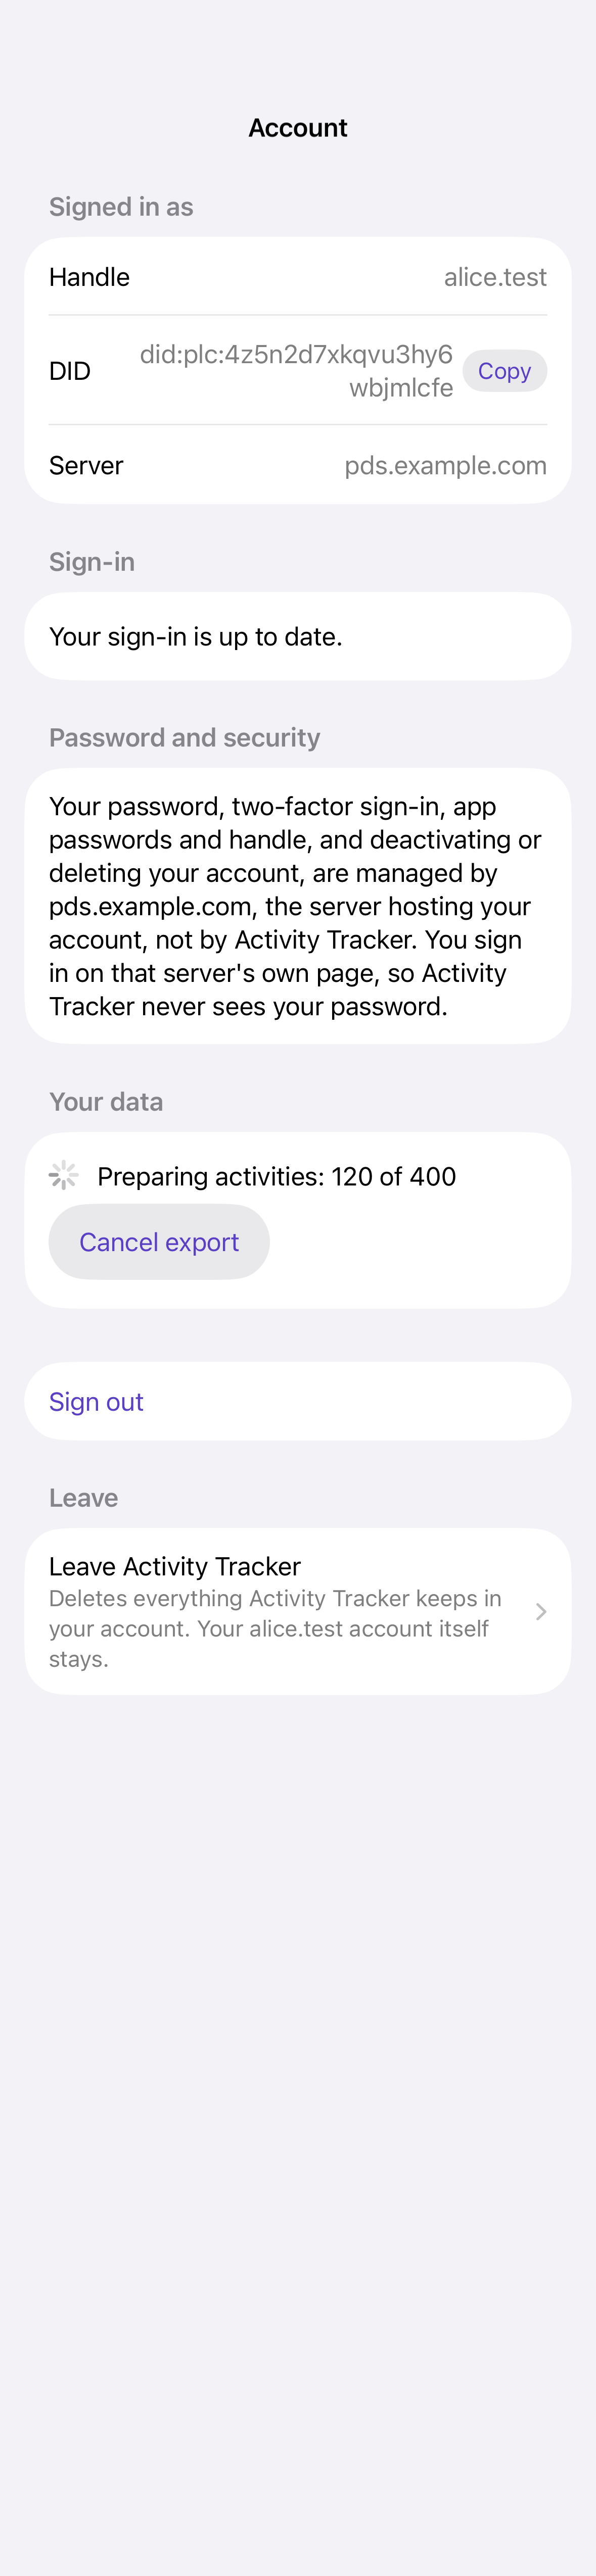 Account
Signed in as
Handle
alice.test
DID
did:plc:4z5n2d7xkqvu3hy6
wbjmlcfe
Copy
Server
pds.example.com
Sign-in
Your sign-in is up to date.
Password and security
Your password, two-factor sign-in, app
passwords and handle, and deactivating or
deleting your account, are managed by
pds.example.com, the server hosting your
account, not by Activity Tracker. You sign
in on that server's own page, so Activity
Tracker never sees your password.
Your data
Preparing activities: 120 of 400
Cancel export
Sign out
Leave
Leave Activity Tracker
Deletes everything Activity Tracker keeps in
your account. Your alice.test account itself
stays.